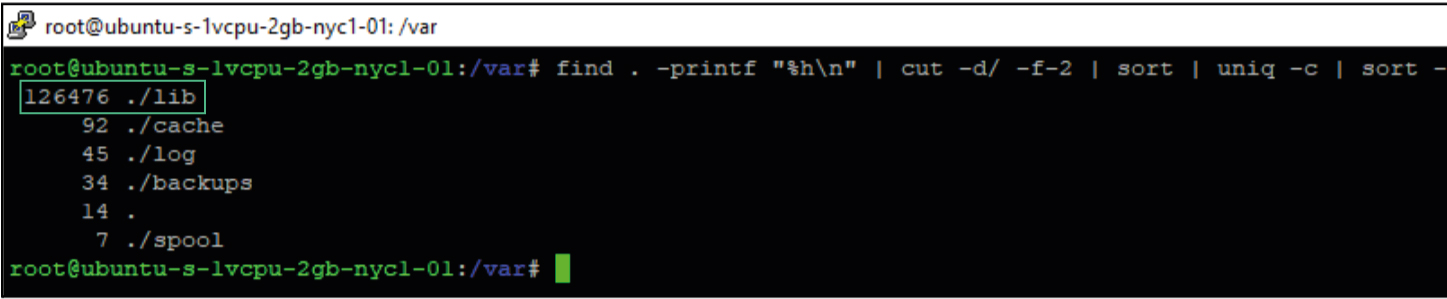 root@ubuntu-s-1vcpu-2gb-nyc1-01: /var
root@ubuntu-s-1vcpu-2gb-nyc1-01:/var# find . -printf "%h\n" | cut -d/ -f-2 | sort | uniq -c | sort -
126476 ./lib
92 ./cache
45 ./log
34 ./backups
14 .
7 ./spool
root@ubuntu-s-1vcpu-2gb-nyc1-01:/var#